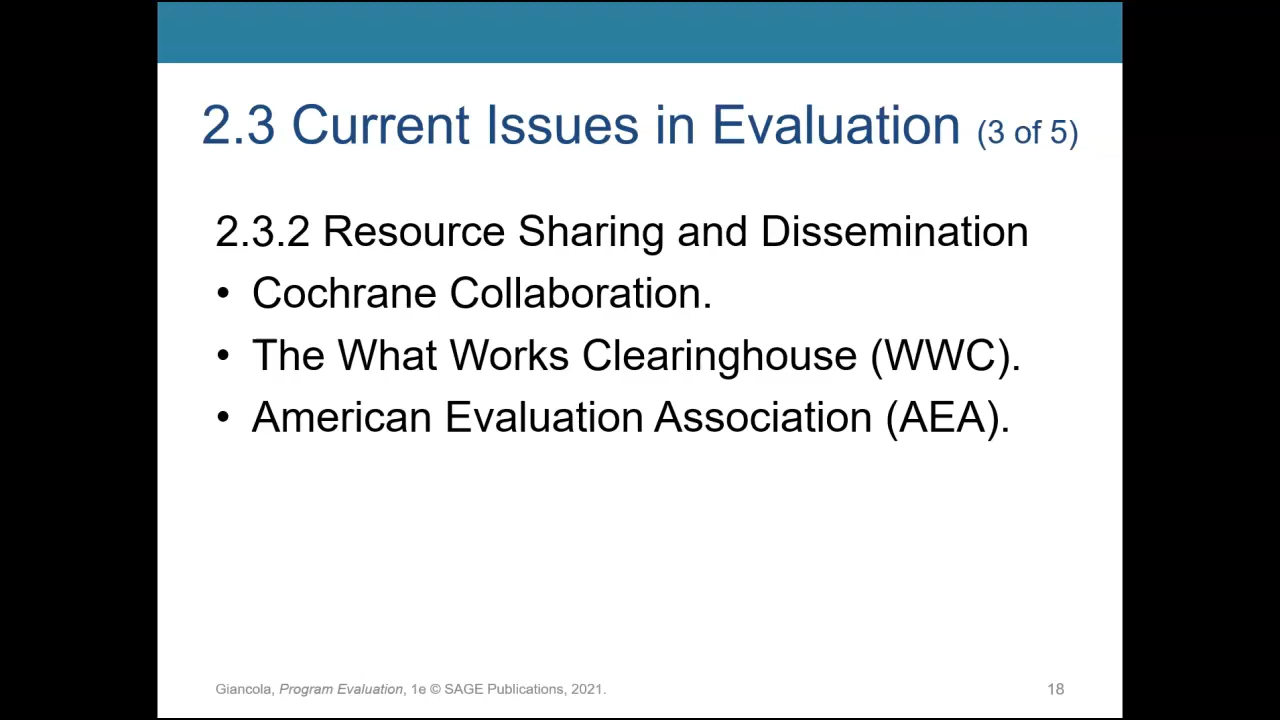 2.3 Current Issues in Evaluation (3 of 5)
2.3.2 Resource Sharing and Dissemination
• Cochrane Collaboration.
• The What Works Clearinghouse (WWC).
• American Evaluation Association (AEA).
Giancola, Program Evaluation, 1e © SAGE Publications, 2021.
18